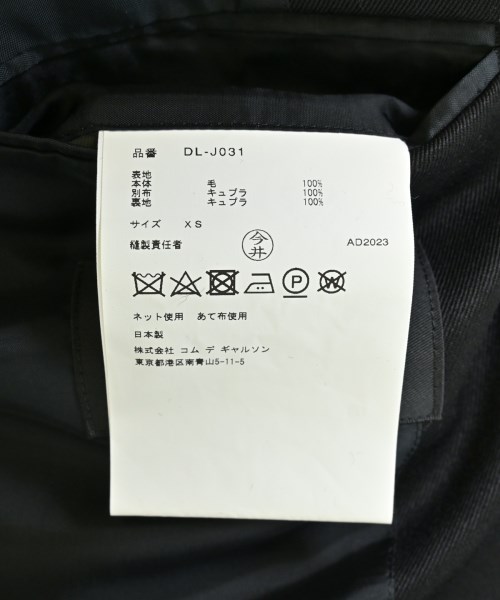 品番 DL-J031
表地
本体 毛 100%
別布 キュプラ 100%
裏地 キュプラ 100%
サイズ XS
縫製責任者 今井 AD2023
P W
ネット使用 あて布使用
日本製
株式会社 コム デ ギャルソン
東京都港区南青山5-11-5